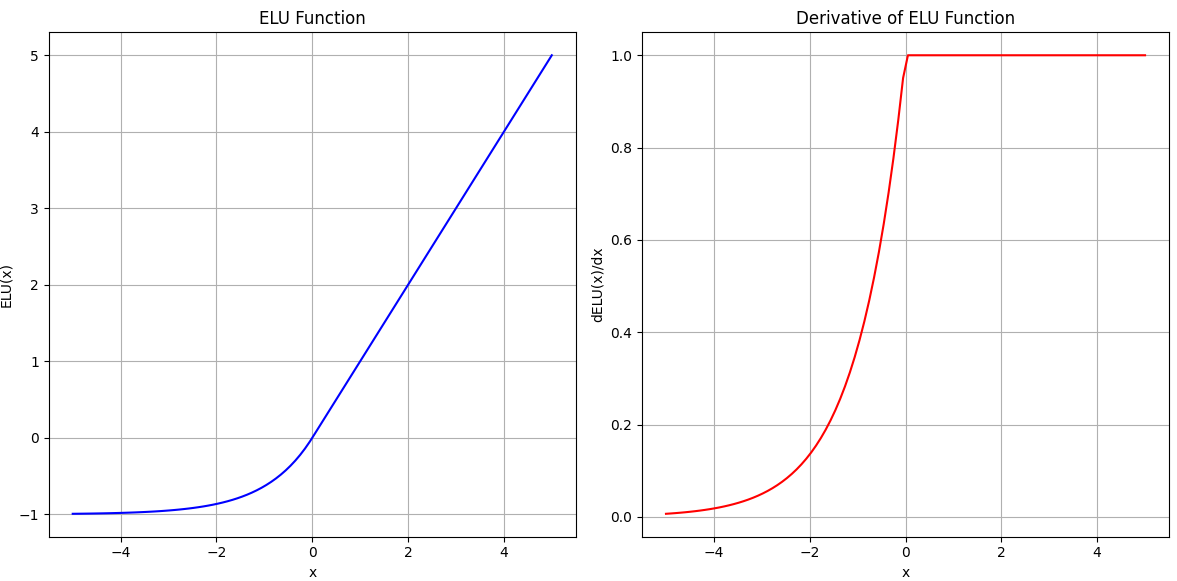 ELU Function
5
4
3
2
1
0
−1
ELU(x)
−4 −2 0 2 4
x
Derivative of ELU Function
1.0
0.8
0.6
0.4
0.2
0.0
dELU(x)/dx
−4 −2 0 2 4
x